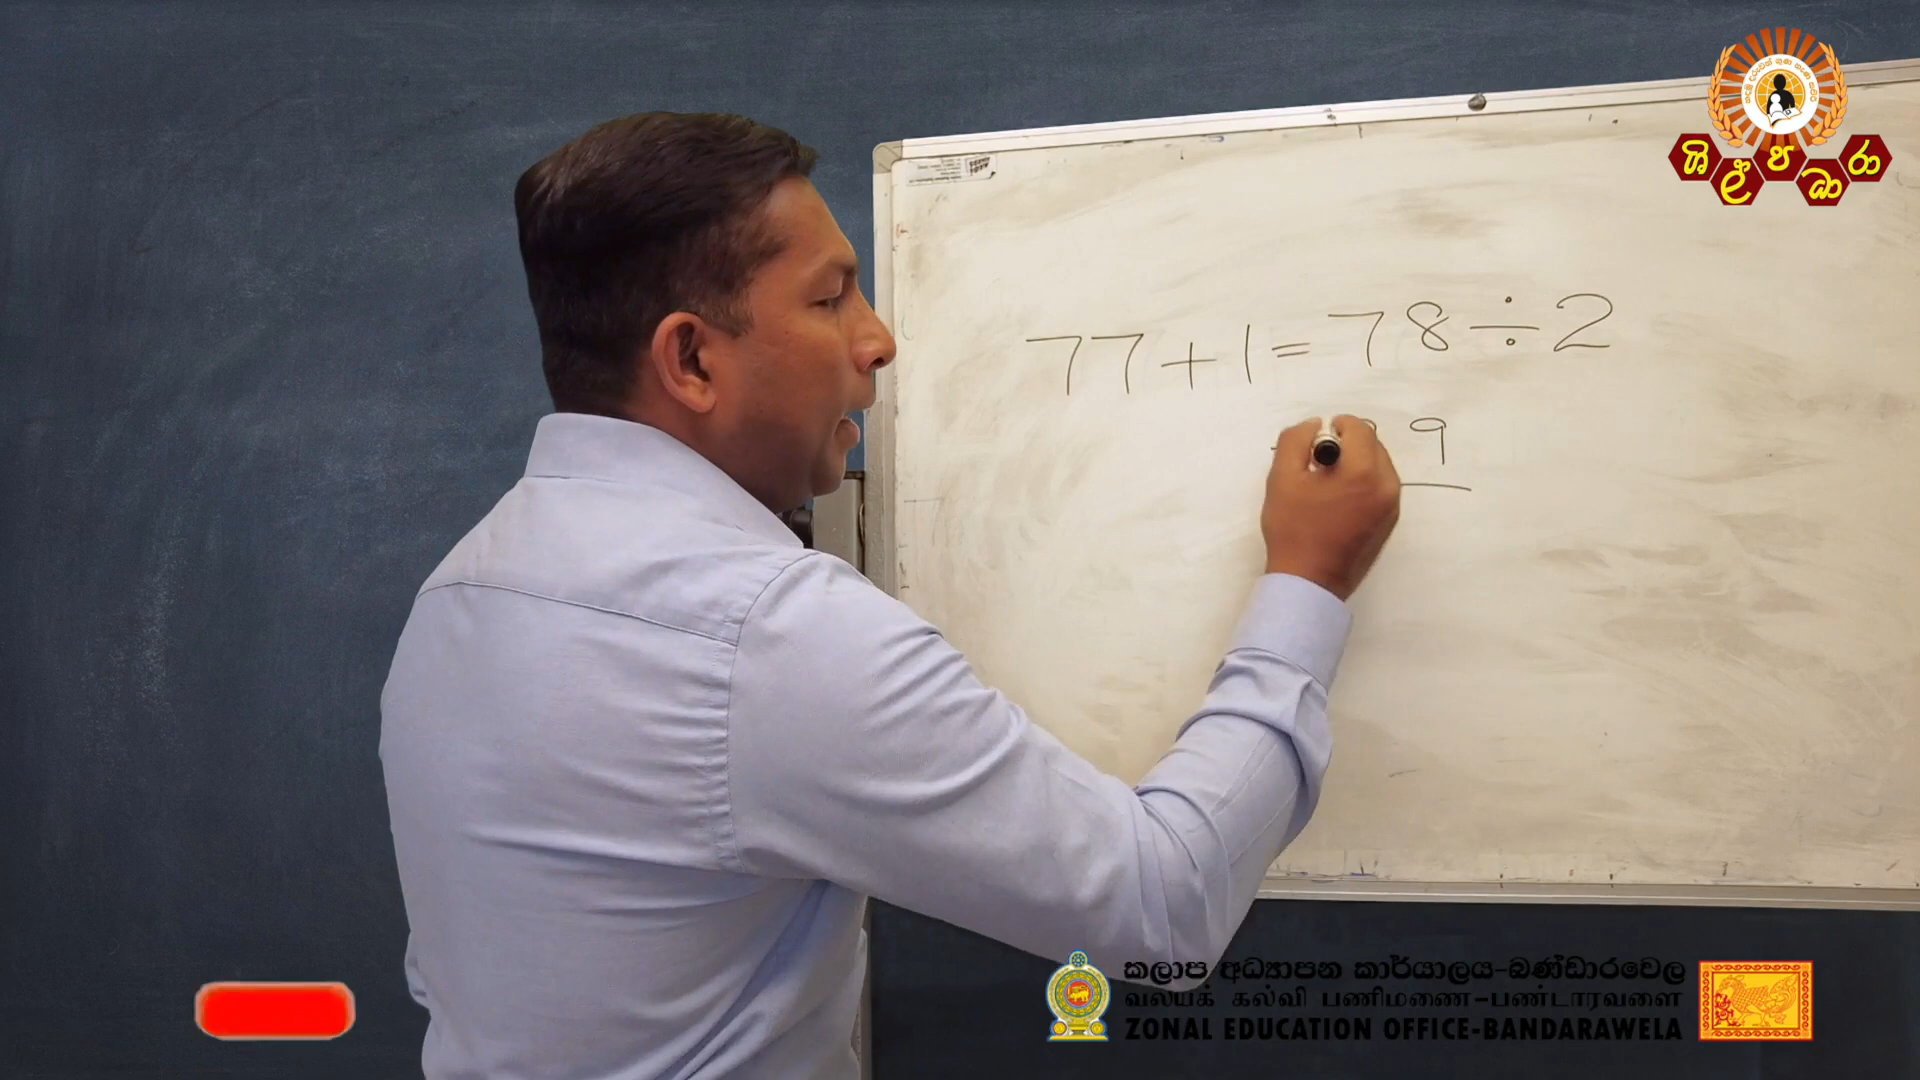 ශිල්ප ධාරා
77+1=78÷2
9
කලාප අධ්‍යාපන කාර්යාලය-බණ්ඩාරවෙල
வலயக் கல்வி பணிமணை-பண்டாரவளை
ZONAL EDUCATION OFFICE-BANDARAWELA